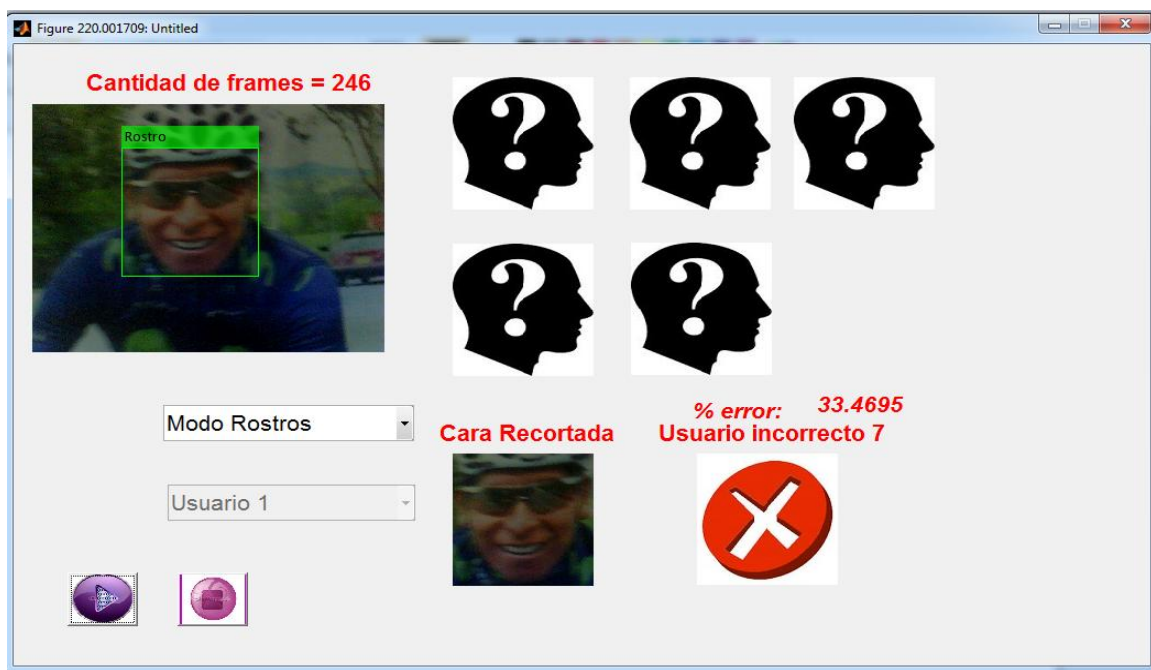 Figure 220.001709: Untitled
Cantidad de frames = 246
Rostro
Modo Rostros
Usuario 1
% error: 33.4695
Cara Recortada
Usuario incorrecto 7